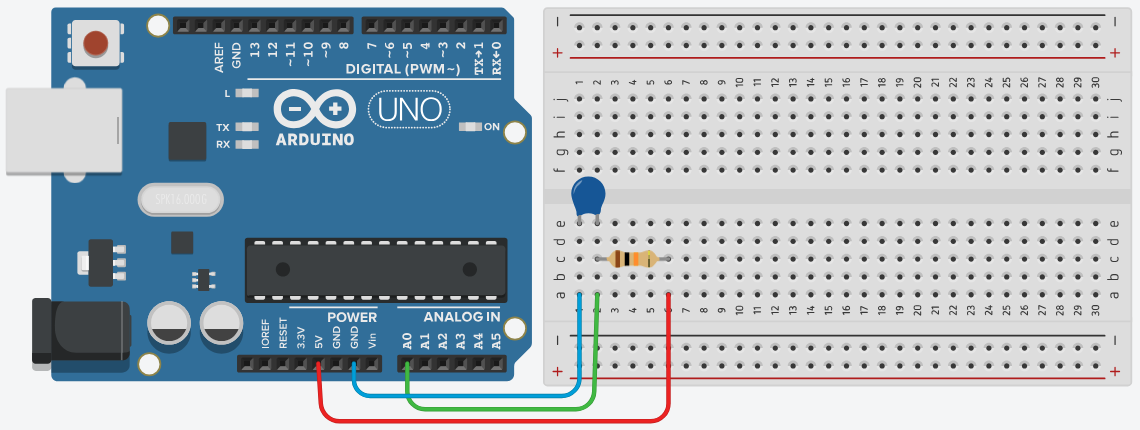 AREF
GND
13
12
~11
~10
~9
8
7
~6
~5
4
~3
2
TX→1
RX←0
DIGITAL (PWM~)
L
TX
RX
ARDUINO
UNO
ON
SPK16.000G
IOREF
RESET
3.3V
5V
GND
GND
Vin
POWER
ANALOG IN
A0
A1
A2
A3
A4
A5
− −
+ +
1 2 3 4 5 6 7 8 9 10 11 12 13 14 15 16 17 18 19 20 21 22 23 24 25 26 27 28 29 30
j j
i i
h h
g g
f f
e e
d d
c c
b b
a a
1 2 3 4 5 6 7 8 9 10 11 12 13 14 15 16 17 18 19 20 21 22 23 24 25 26 27 28 29 30
− −
+ +